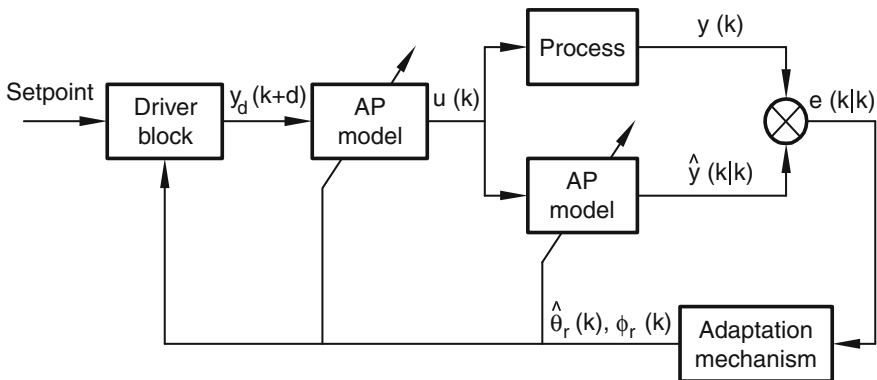 Setpoint
Driver
block
y_d (k+d)
AP
model
u (k)
Process
y (k)
e (k|k)
AP
model
ŷ (k|k)
θ̂_r (k), ϕ_r (k)
Adaptation
mechanism